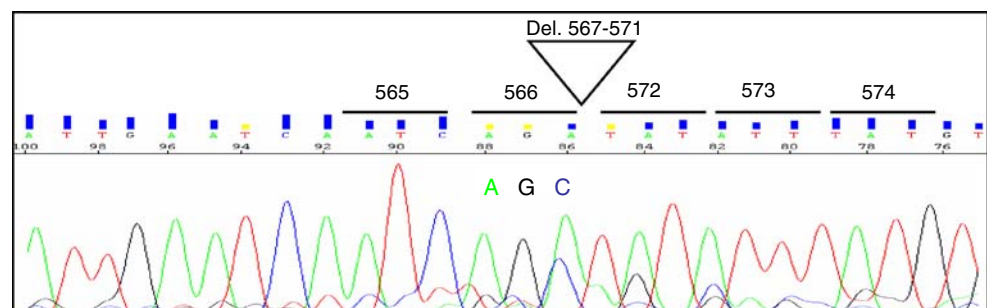 Del. 567-571
565 566 572 573 574
A T T G A A T C A A T C A G A T A T A T T T A T G T
100 98 96 94 92 90 88 86 84 82 80 78 76
A G C